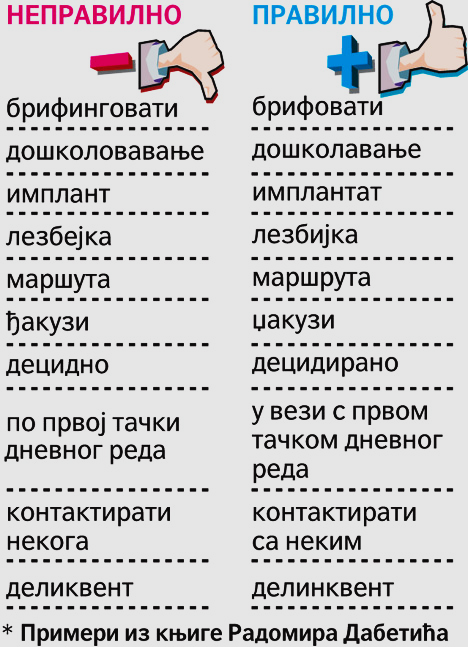 НЕПРАВИЛНО ПРАВИЛНО
брифинговати брифовати
дошколовавање дошколавање
имплант имплантат
лезбејка лезбијка
маршута маршрута
ђакузи џакузи
децидно децидирано
по првој тачки
дневног реда
у вези с првом
тачком дневног
реда
контактирати
некога
контактирати
са неким
деликвент делинквент
* Примери из књиге Радомира Дабетића